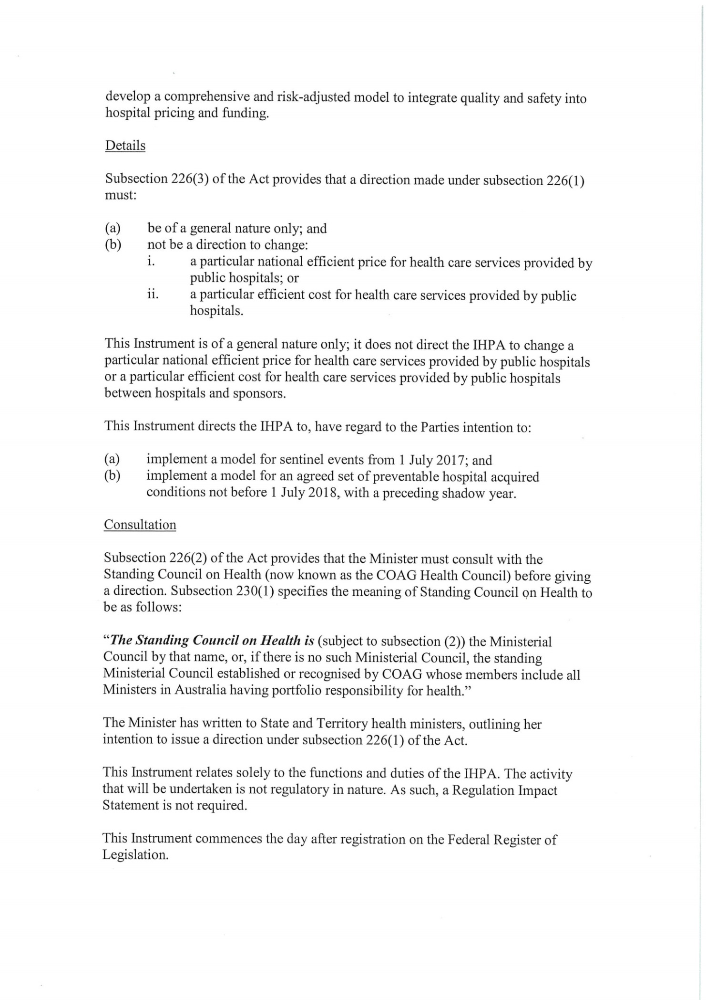 develop a comprehensive and risk-adjusted model to integrate quality and safety into
hospital pricing and funding.
Details
Subsection 226(3) of the Act provides that a direction made under subsection 226(1)
must:
(a) be of a general nature only; and
(b) not be a direction to change:
i. a particular national efficient price for health care services provided by
public hospitals; or
ii. a particular efficient cost for health care services provided by public
hospitals.
This Instrument is of a general nature only; it does not direct the IHPA to change a
particular national efficient price for health care services provided by public hospitals
or a particular efficient cost for health care services provided by public hospitals
between hospitals and sponsors.
This Instrument directs the IHPA to, have regard to the Parties intention to:
(a) implement a model for sentinel events from 1 July 2017; and
(b) implement a model for an agreed set of preventable hospital acquired
conditions not before 1 July 2018, with a preceding shadow year.
Consultation
Subsection 226(2) of the Act provides that the Minister must consult with the
Standing Council on Health (now known as the COAG Health Council) before giving
a direction. Subsection 230(1) specifies the meaning of Standing Council on Health to
be as follows:
“The Standing Council on Health is (subject to subsection (2)) the Ministerial
Council by that name, or, if there is no such Ministerial Council, the standing
Ministerial Council established or recognised by COAG whose members include all
Ministers in Australia having portfolio responsibility for health.”
The Minister has written to State and Territory health ministers, outlining her
intention to issue a direction under subsection 226(1) of the Act.
This Instrument relates solely to the functions and duties of the IHPA. The activity
that will be undertaken is not regulatory in nature. As such, a Regulation Impact
Statement is not required.
This Instrument commences the day after registration on the Federal Register of
Legislation.